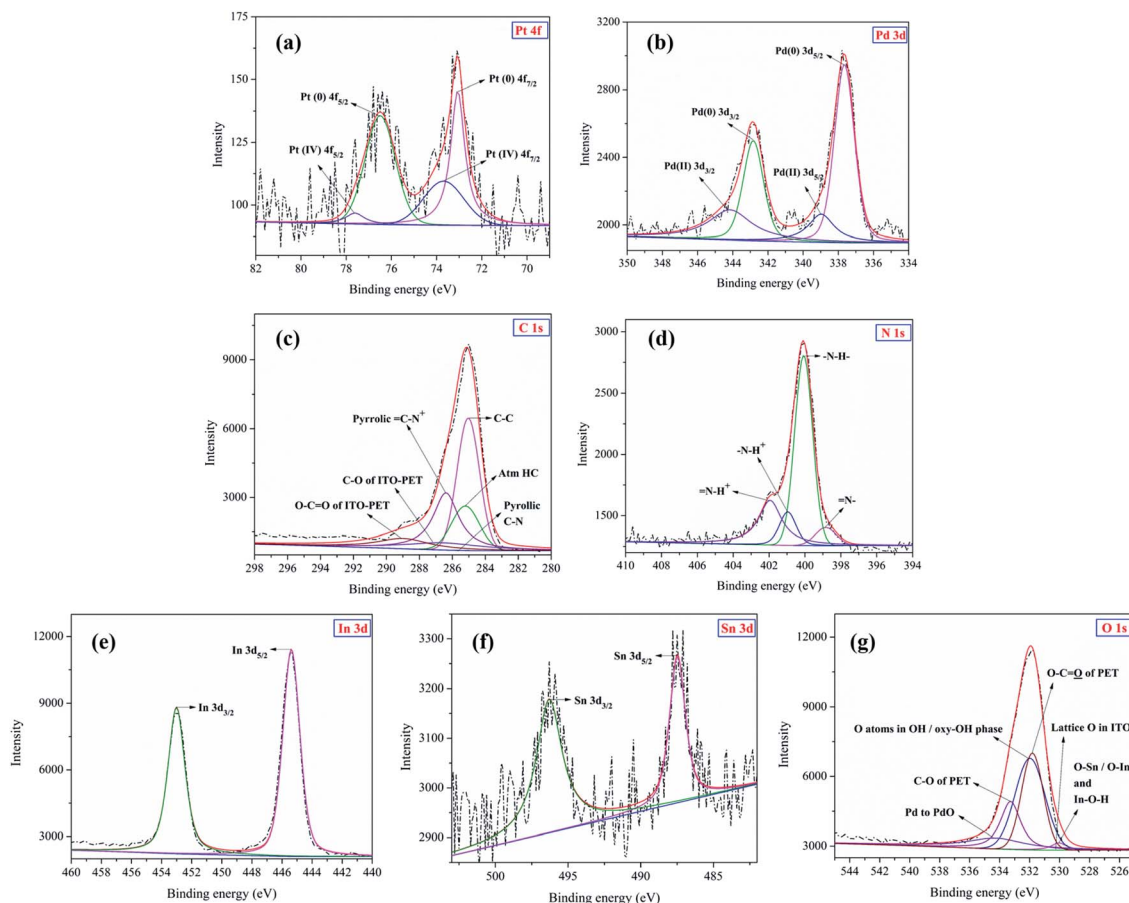 (a)
Pt 4f
175
150
125
100
Intensity
Pt (0) 4f7/2
Pt (0) 4f5/2
Pt (IV) 4f5/2
Pt (IV) 4f7/2
82 80 78 76 74 72 70
Binding energy (eV)
(b)
Pd 3d
3200
2800
2400
2000
Intensity
Pd(0) 3d5/2
Pd(0) 3d3/2
Pd(II) 3d3/2
Pd(II) 3d5/2
350 348 346 344 342 340 338 336 334
Binding energy (eV)
(c)
C 1s
9000
6000
3000
Intensity
Pyrrolic =C-N+
C-C
C-O of ITO-PET
Atm HC
O-C=O of ITO-PET
Pyrollic
C-N
298 296 294 292 290 288 286 284 282 280
Binding energy (eV)
(d)
N 1s
3000
2500
2000
1500
Intensity
-N-H-
-N-H+
=N-H+
=N-
410 408 406 404 402 400 398 396 394
Binding energy (eV)
(e)
In 3d
12000
9000
6000
3000
Intensity
In 3d5/2
In 3d3/2
460 458 456 454 452 450 448 446 444 442 440
Binding energy (eV)
(f)
Sn 3d
3300
3200
3100
3000
2900
Intensity
Sn 3d5/2
Sn 3d3/2
500 495 490 485
Binding energy (eV)
(g)
O 1s
12000
9000
6000
3000
Intensity
O-C=O of PET
O atoms in OH / oxy-OH phase
Lattice O in ITO
C-O of PET
O-Sn / O-In
and
In-O-H
Pd to PdO
544 542 540 538 536 534 532 530 528 526
Binding energy (eV)